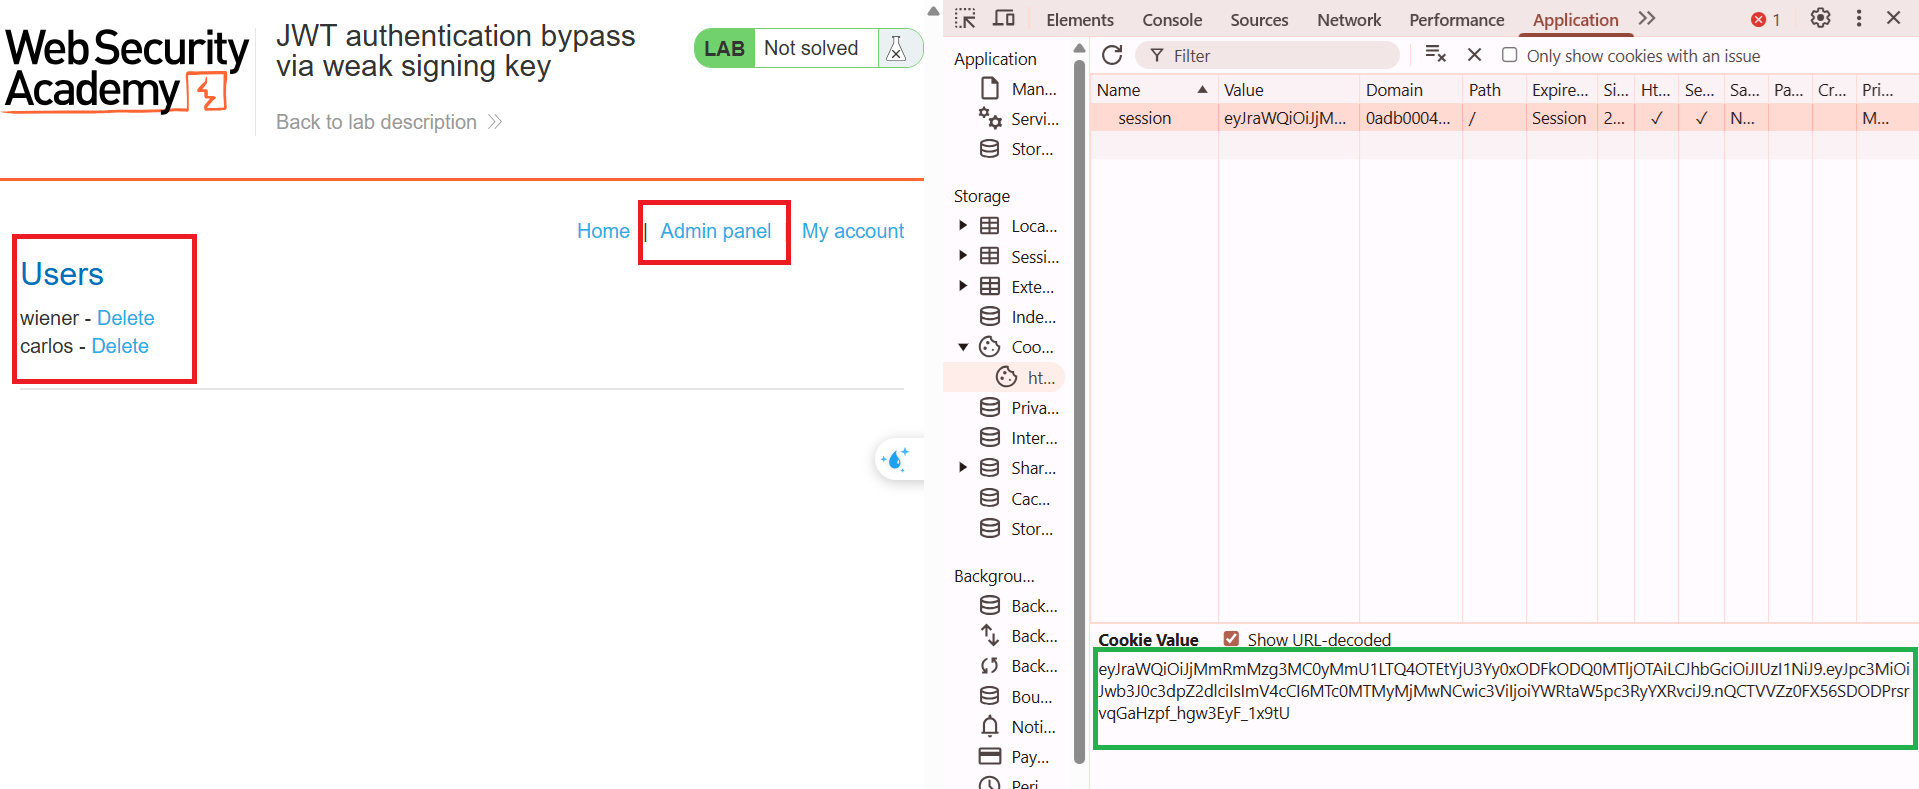 Web Security
Academy
JWT authentication bypass
via weak signing key
Back to lab description
LAB Not solved
Home | Admin panel My account
Users
wiener - Delete
carlos - Delete
Elements Console Sources Network Performance Application 1
Application
Man...
Servi...
Stor...
Storage
Loca...
Sessi...
Exte...
Inde...
Coo...
ht...
Priva...
Inter...
Shar...
Cac...
Stor...
Backgrou...
Back...
Back...
Back...
Bou...
Noti...
Pay...
Peri
Filter Only show cookies with an issue
Name Value Domain Path Expire... Si... Ht... Se... Sa... Pa... Cr... Pri...
session eyJraWQiOiJjM... 0adb0004... / Session 2... ✓ ✓ N... M...
Cookie Value Show URL-decoded
eyJraWQiOiJjMmRmMzg3MC0yMmU1LTQ4OTEtYjU3Yy0xODFkODQ0MTljOTAiLCJhbGciOiJIUzI1NiJ9.eyJpc3MiOi
Jwb3J0c3dpZ2dlciIsImV4cCI6MTc0MTMyMjMwNCwic3ViIjoiYWRtaW5pc3RyYXRvciJ9.nQCTVVZz0FX56SDODPrsr
vqGaHzpf_hgw3EyF_1x9tU